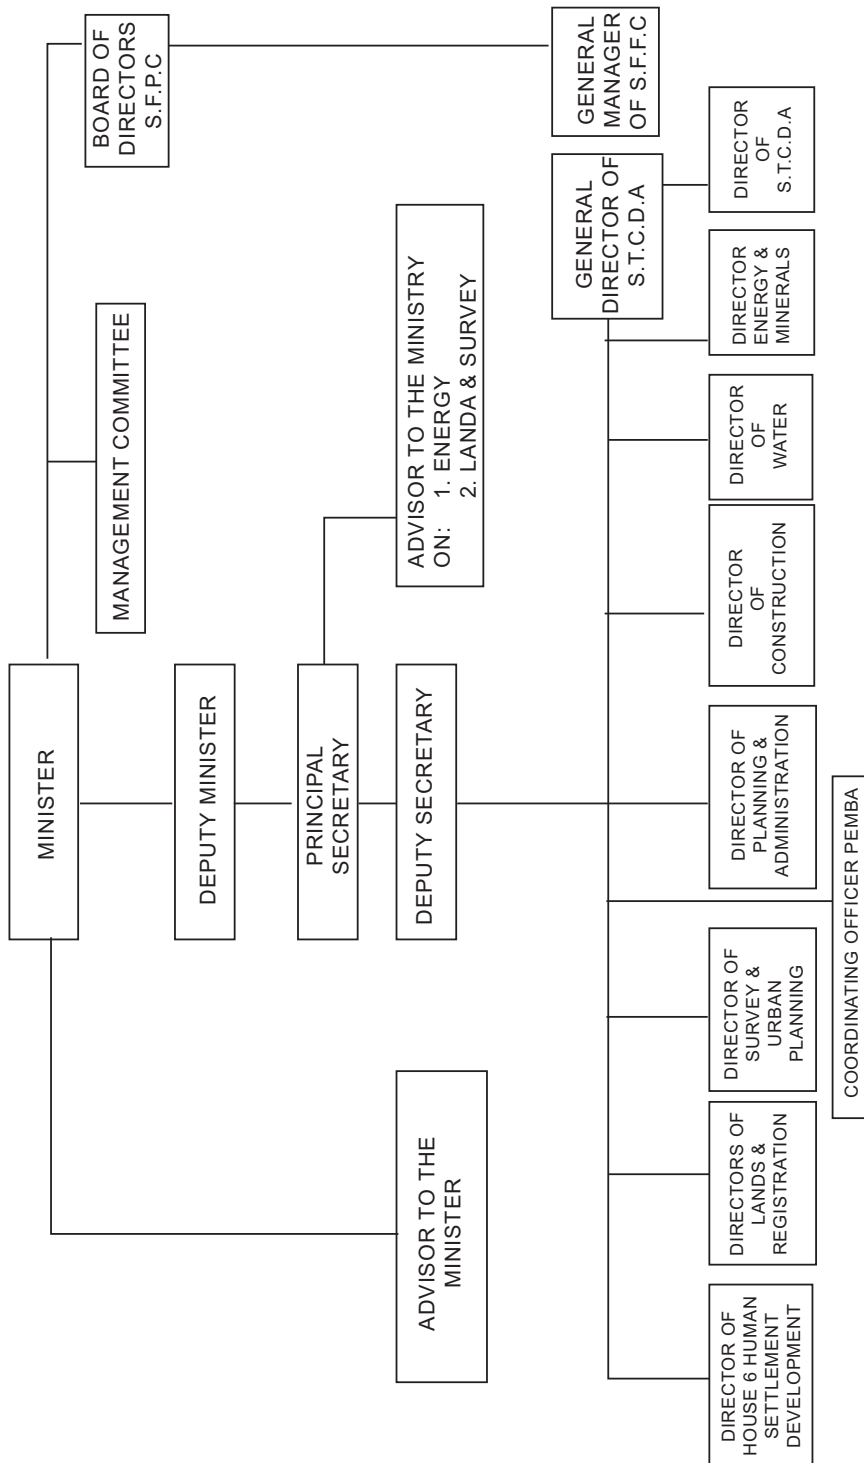 MINISTER
BOARD OF
DIRECTORS
S.F.P.C
MANAGEMENT COMMITTEE
DEPUTY MINISTER
PRINCIPAL
SECRETARY
ADVISOR TO THE
MINISTER
DEPUTY SECRETARY
ADVISOR TO THE MINISTRY
ON: 1. ENERGY
2. LANDA & SURVEY
GENERAL
DIRECTOR OF
S.T.C.D.A
GENERAL
MANAGER
OF S.F.F.C
DIRECTOR OF
HOUSE 6 HUMAN
SETTLEMENT
DEVELOPMENT
DIRECTORS OF
LANDS &
REGISTRATION
DIRECTOR OF
SURVEY &
URBAN
PLANNING
DIRECTOR OF
PLANNING &
ADMINISTRATION
DIRECTOR
OF
CONSTRUCTION
DIRECTOR
OF
WATER
DIRECTOR
ENERGY &
MINERALS
DIRECTOR
OF
S.T.C.D.A
COORDINATING OFFICER PEMBA